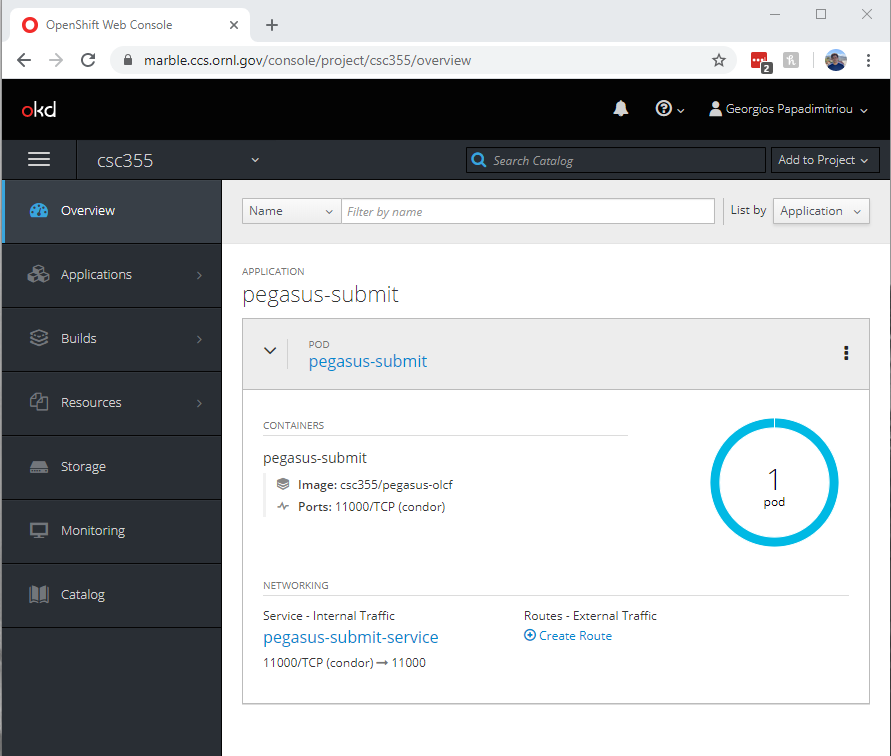 OpenShift Web Console
marble.ccs.ornl.gov/console/project/csc355/overview
2
okd
? Georgios Papadimitriou
csc355
Search Catalog
Add to Project
Overview
Applications
Builds
Resources
Storage
Monitoring
Catalog
Name
Filter by name
List by
Application
APPLICATION
pegasus-submit
POD
pegasus-submit
CONTAINERS
pegasus-submit
Image: csc355/pegasus-olcf
Ports: 11000/TCP (condor)
1
pod
NETWORKING
Service - Internal Traffic
pegasus-submit-service
11000/TCP (condor) → 11000
Routes - External Traffic
Create Route